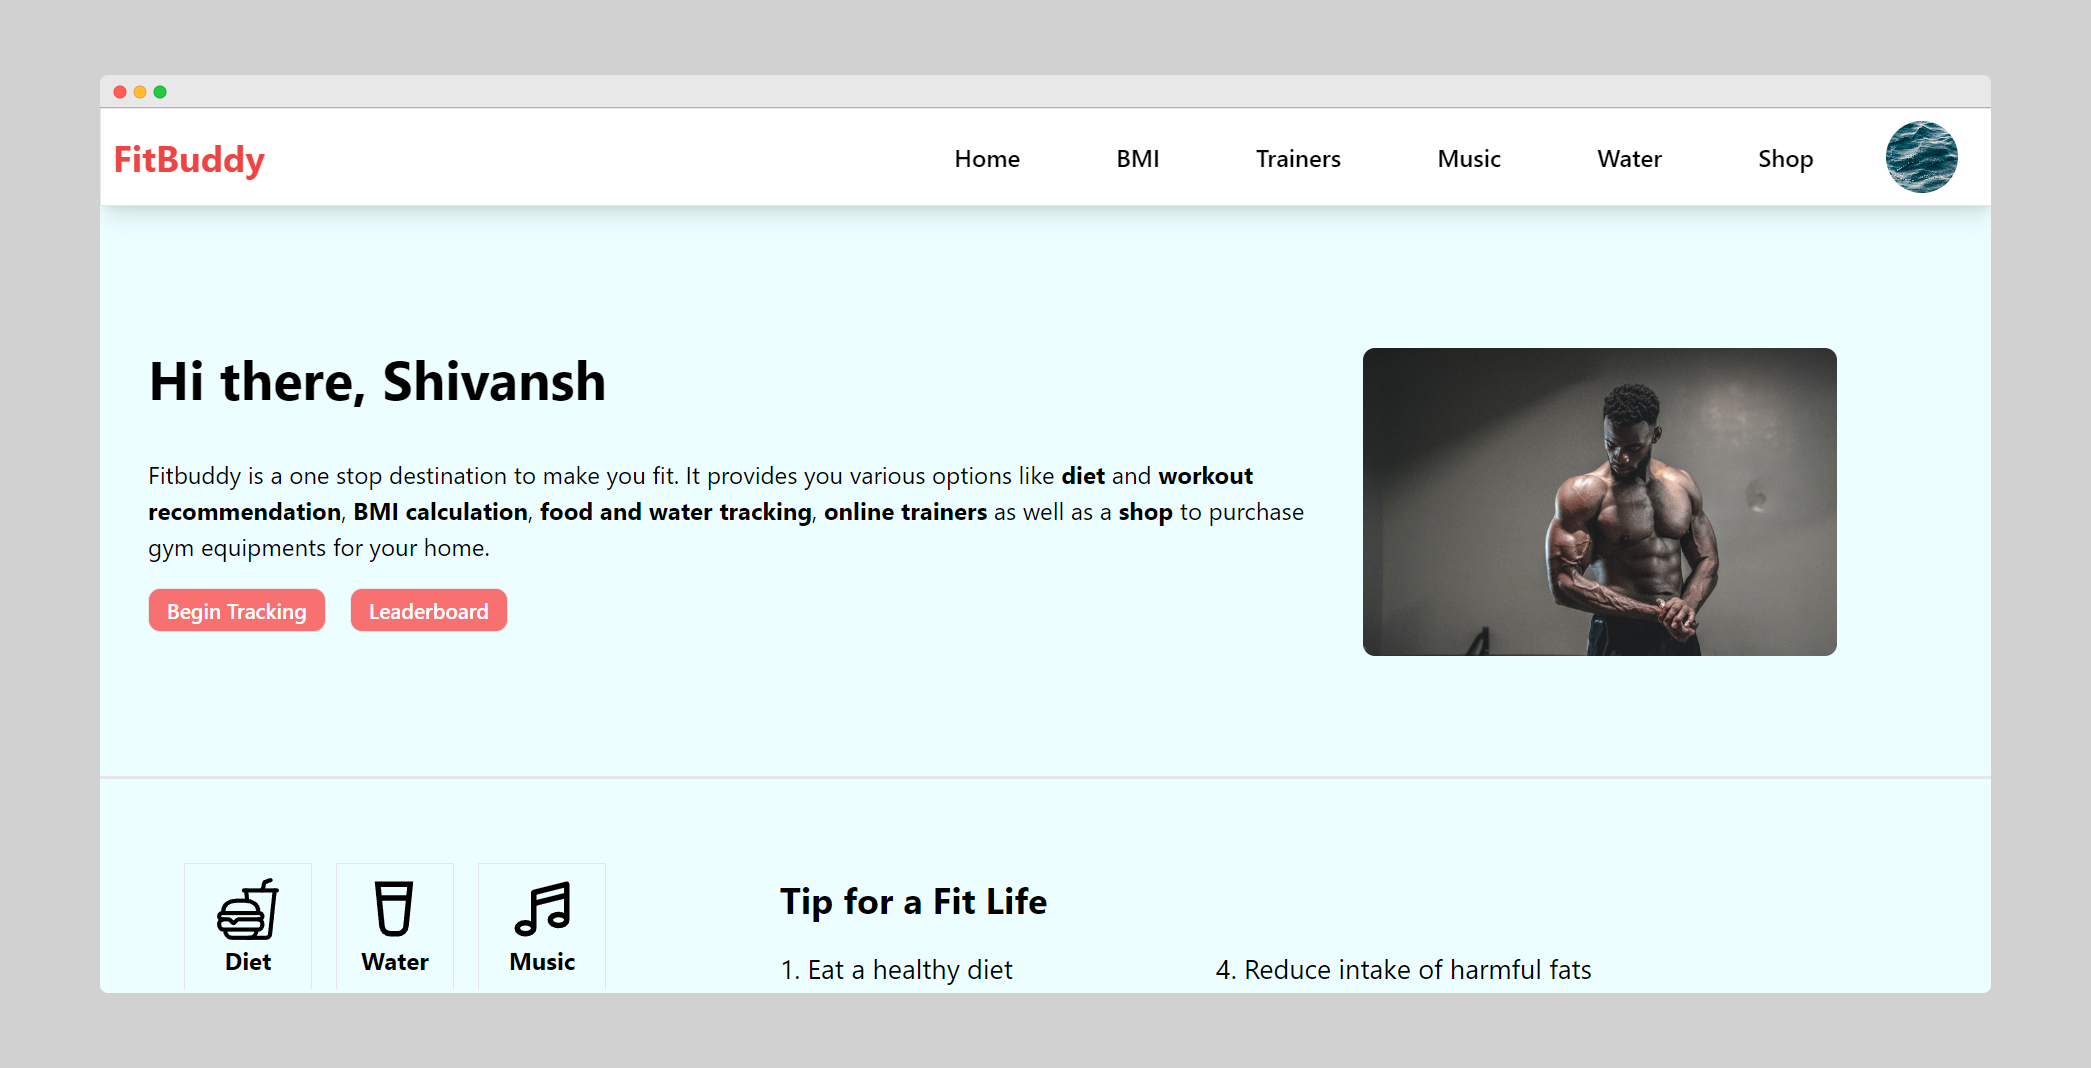 FitBuddy
Home
BMI
Trainers
Music
Water
Shop
Hi there, Shivansh
Fitbuddy is a one stop destination to make you fit. It provides you various options like diet and workout
recommendation, BMI calculation, food and water tracking, online trainers as well as a shop to purchase
gym equipments for your home.
Begin Tracking
Leaderboard
Diet
Water
Music
Tip for a Fit Life
1. Eat a healthy diet
4. Reduce intake of harmful fats